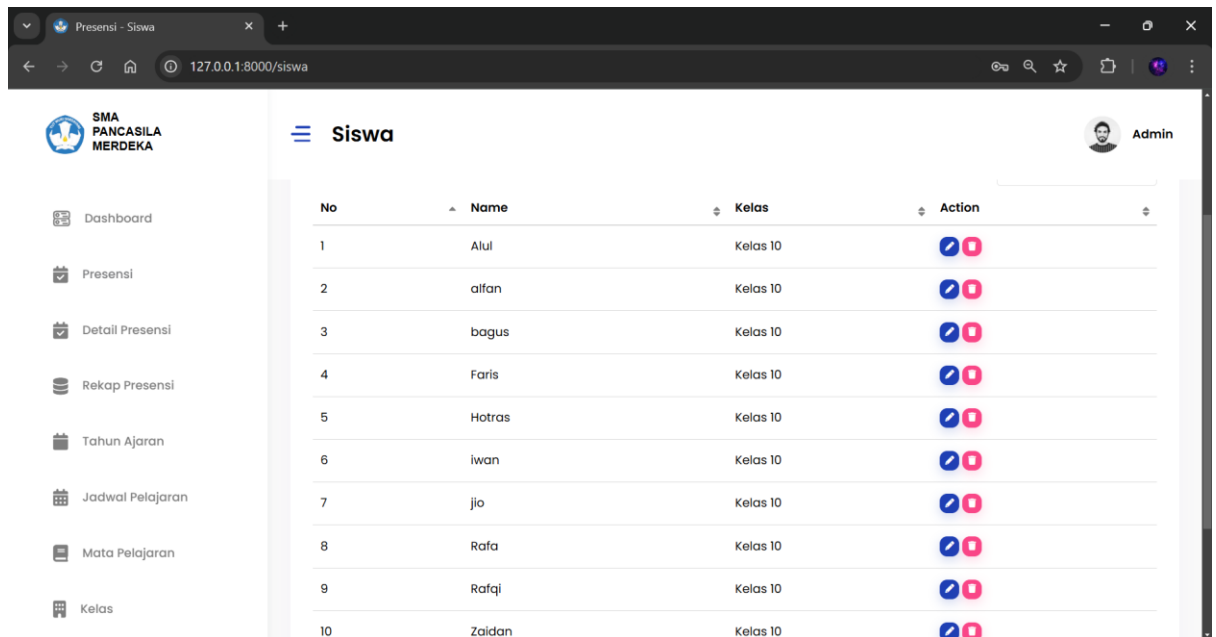 Presensi - Siswa
127.0.0.1:8000/siswa
SMA
PANCASILA
MERDEKA
Siswa
Admin
Dashboard
Presensi
Detail Presensi
Rekap Presensi
Tahun Ajaran
Jadwal Pelajaran
Mata Pelajaran
Kelas
No Name Kelas Action
1 Alul Kelas 10
2 alfan Kelas 10
3 bagus Kelas 10
4 Faris Kelas 10
5 Hotras Kelas 10
6 iwan Kelas 10
7 jio Kelas 10
8 Rafa Kelas 10
9 Rafqi Kelas 10
10 Zaidan Kelas 10